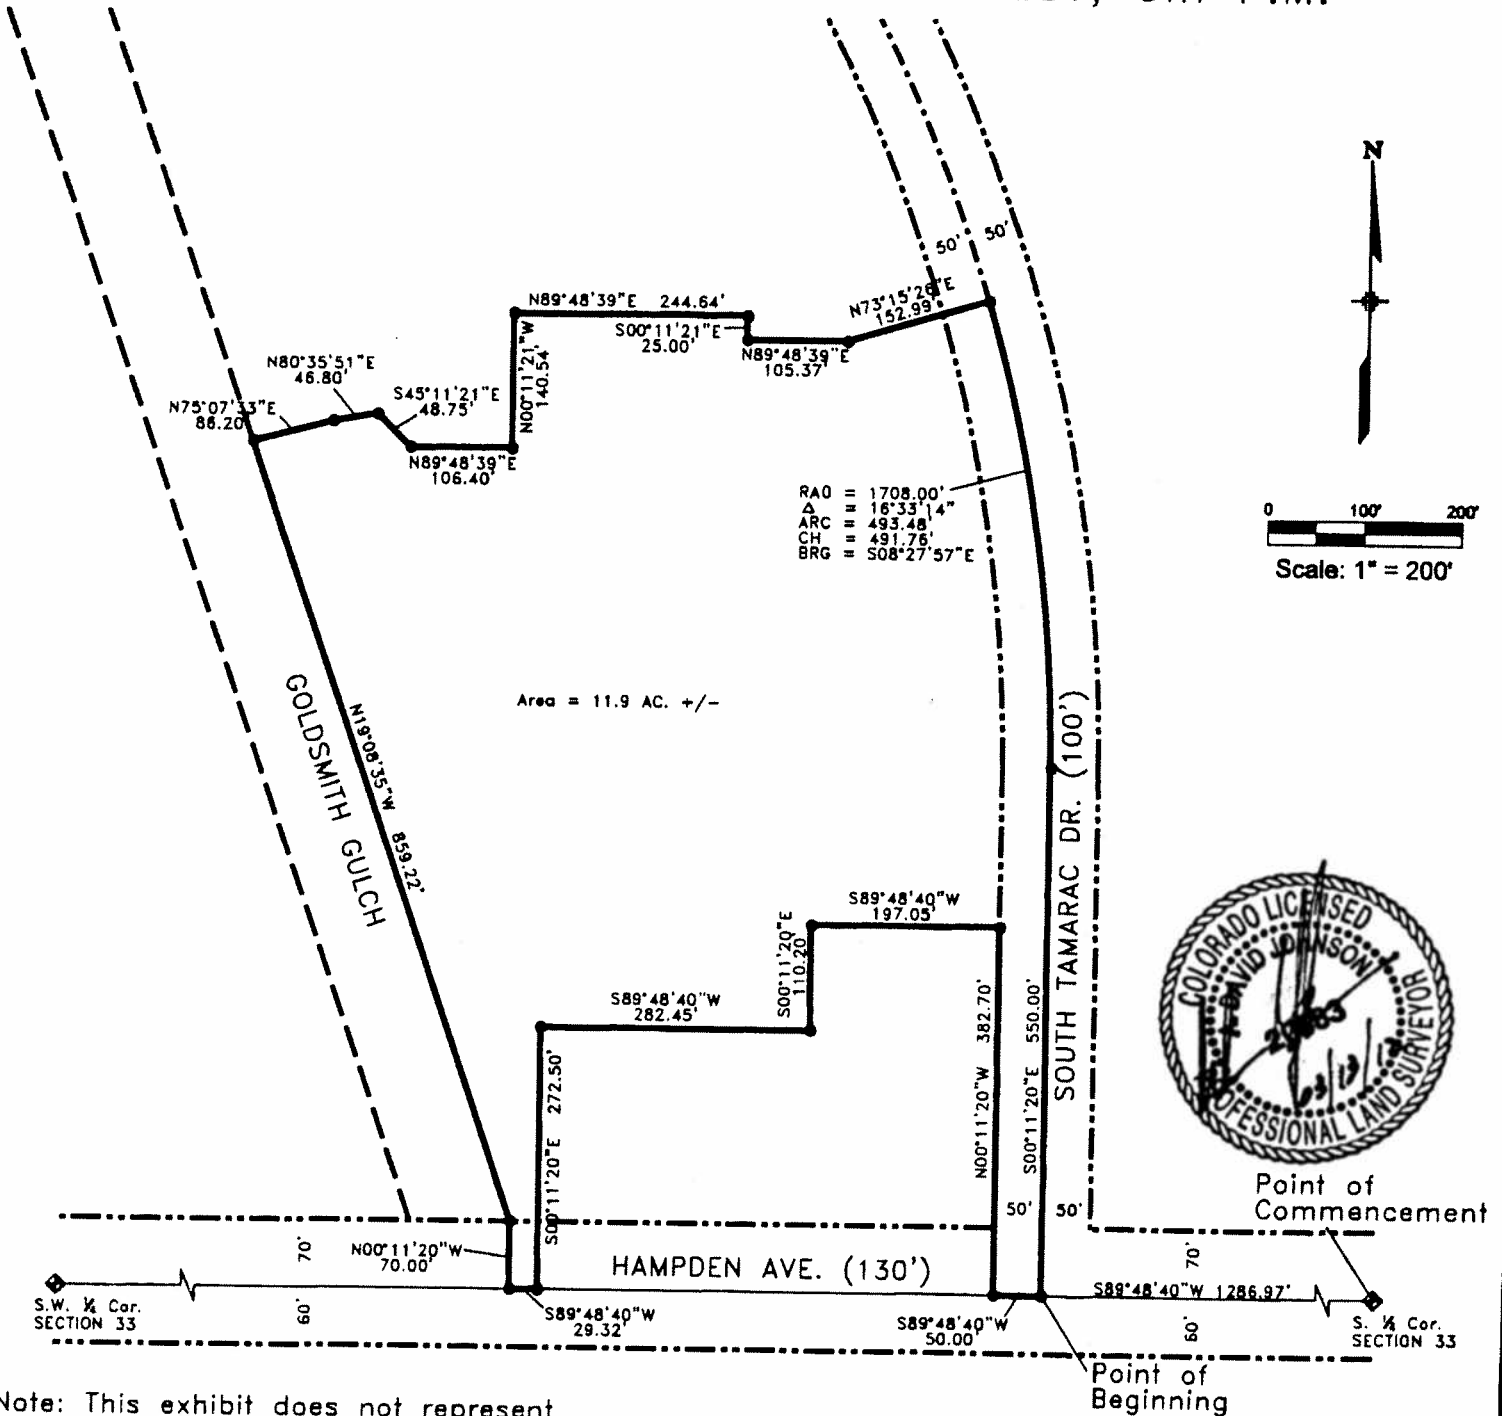 N
50' 50'
N89°48'39"E 244.64'
S00°11'21"E
25.00'
N89°48'39"E
105.37'
N73°15'26"E
152.99'
N80°35'51"E
46.80'
S45°11'21"E
48.75'
N00°11'21"W
140.54'
N75°07'33"E
86.20'
N89°48'39"E
106.40'
RAD = 1708.00'
Δ = 16°33'14"
ARC = 493.48'
CH = 491.76'
BRG = S08°27'57"E
0 100' 200'
Scale: 1" = 200'
Area = 11.9 AC. +/-
GOLDSMITH GULCH
N19°08'35"W 859.22'
SOUTH TAMARAC DR. (100')
S89°48'40"W
197.05'
S00°11'20"E
110.20'
S89°48'40"W
282.45'
S00°11'20"E 272.50'
N00°11'20"W 382.70'
S00°11'20"E 550.00'
50' 50'
COLORADO LICENSED
DAVID JOHNSON
PROFESSIONAL LAND SURVEYOR
Point of
Commencement
70'
N00°11'20"W
70.00'
HAMPDEN AVE. (130')
70'
S89°48'40"W 1286.97'
S.W. ¼ Cor.
SECTION 33
60'
S89°48'40"W
29.32'
S89°48'40"W
50.00'
60'
S. ¼ Cor.
SECTION 33
Point of
Beginning
Note: This exhibit does not represent